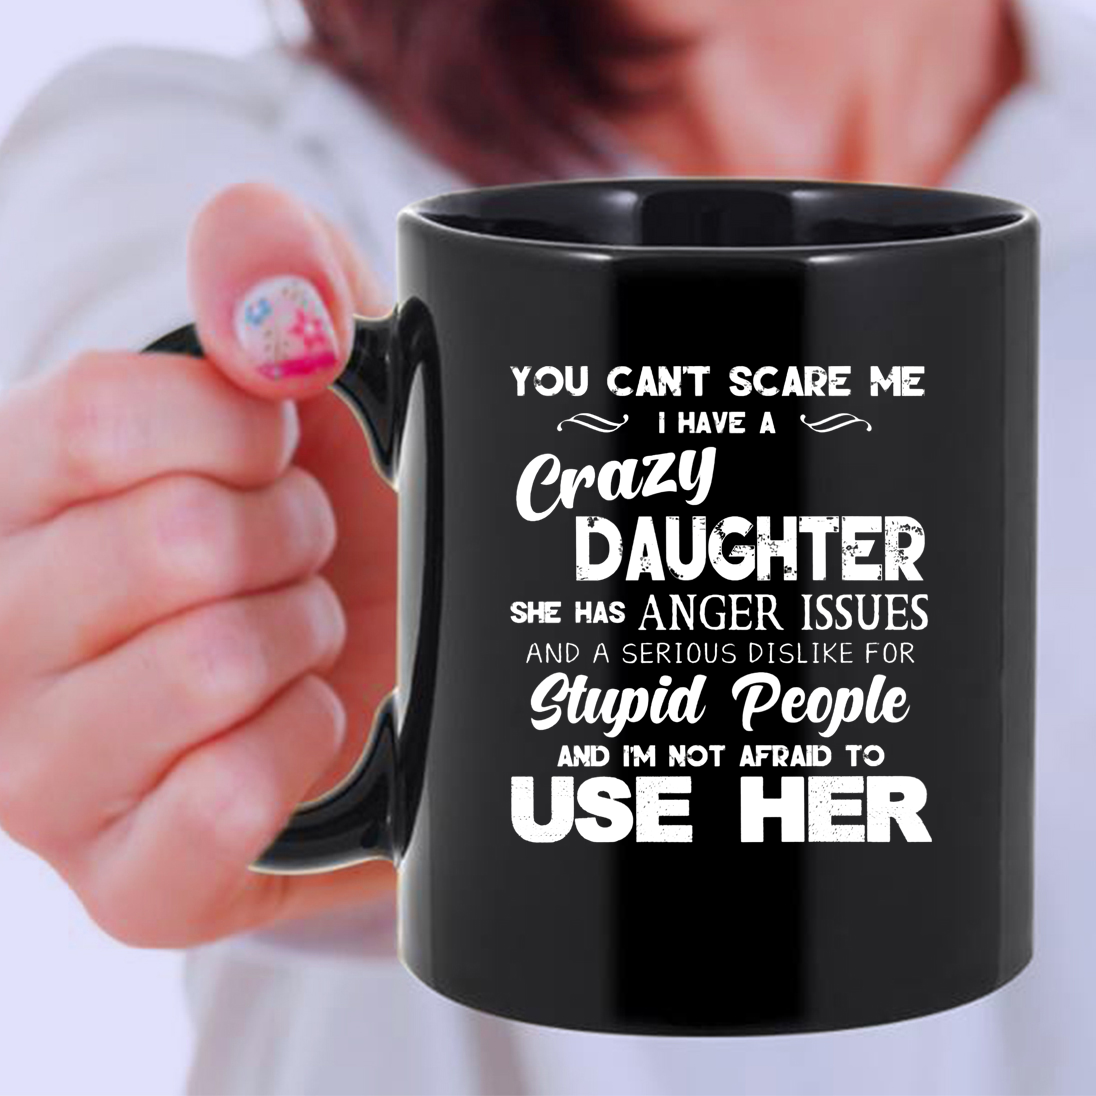 YOU CAN'T SCARE ME
I HAVE A
Crazy
DAUGHTER
SHE HAS ANGER ISSUES
AND A SERIOUS DISLIKE FOR
Stupid People
AND I'M NOT AFRAID TO
USE HER